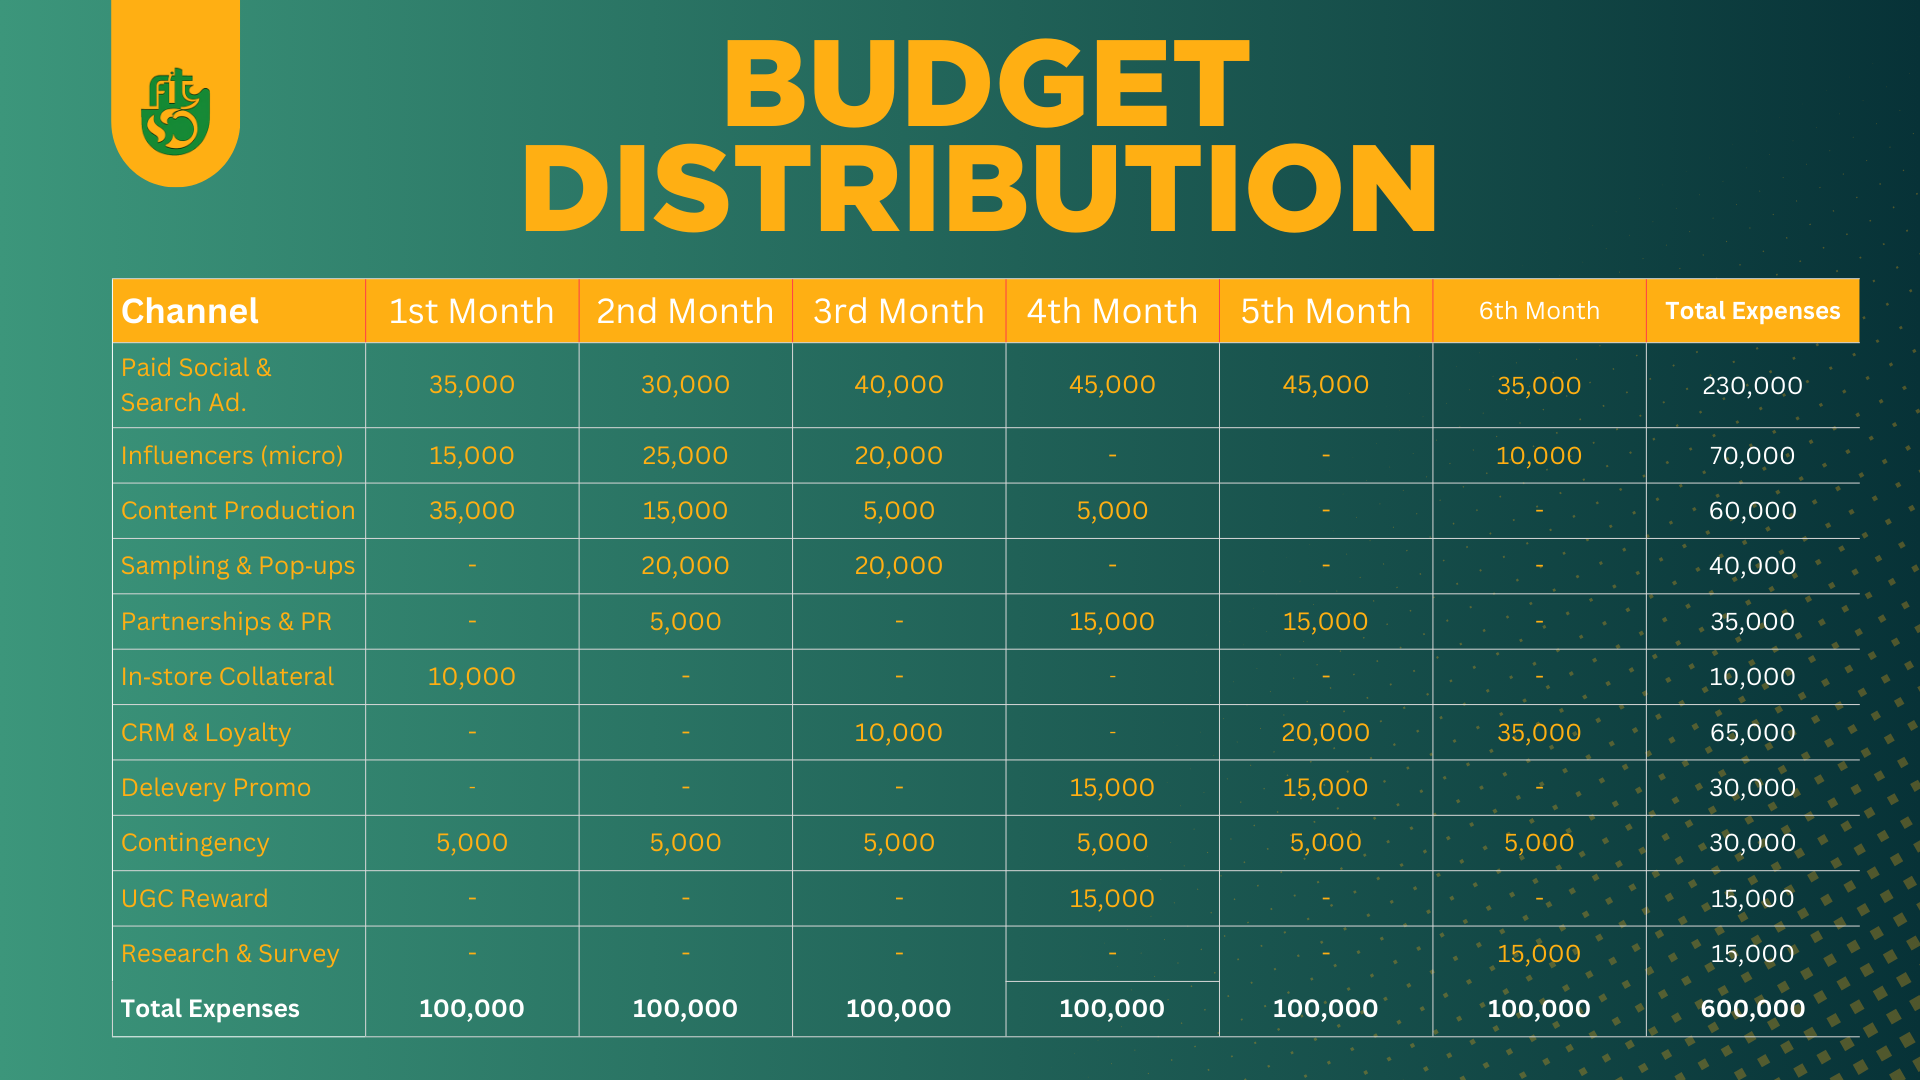 fit
BUDGET
DISTRIBUTION
Channel 1st Month 2nd Month 3rd Month 4th Month 5th Month 6th Month Total Expenses
Paid Social &
Search Ad. 35,000 30,000 40,000 45,000 45,000 35,000 230,000
Influencers (micro) 15,000 25,000 20,000 - - 10,000 70,000
Content Production 35,000 15,000 5,000 5,000 - - 60,000
Sampling & Pop-ups - 20,000 20,000 - - - 40,000
Partnerships & PR - 5,000 - 15,000 15,000 - 35,000
In-store Collateral 10,000 - - - - - 10,000
CRM & Loyalty - - 10,000 - 20,000 35,000 65,000
Delevery Promo - - - 15,000 15,000 - 30,000
Contingency 5,000 5,000 5,000 5,000 5,000 5,000 30,000
UGC Reward - - - 15,000 - - 15,000
Research & Survey - - - - - 15,000 15,000
Total Expenses 100,000 100,000 100,000 100,000 100,000 100,000 600,000